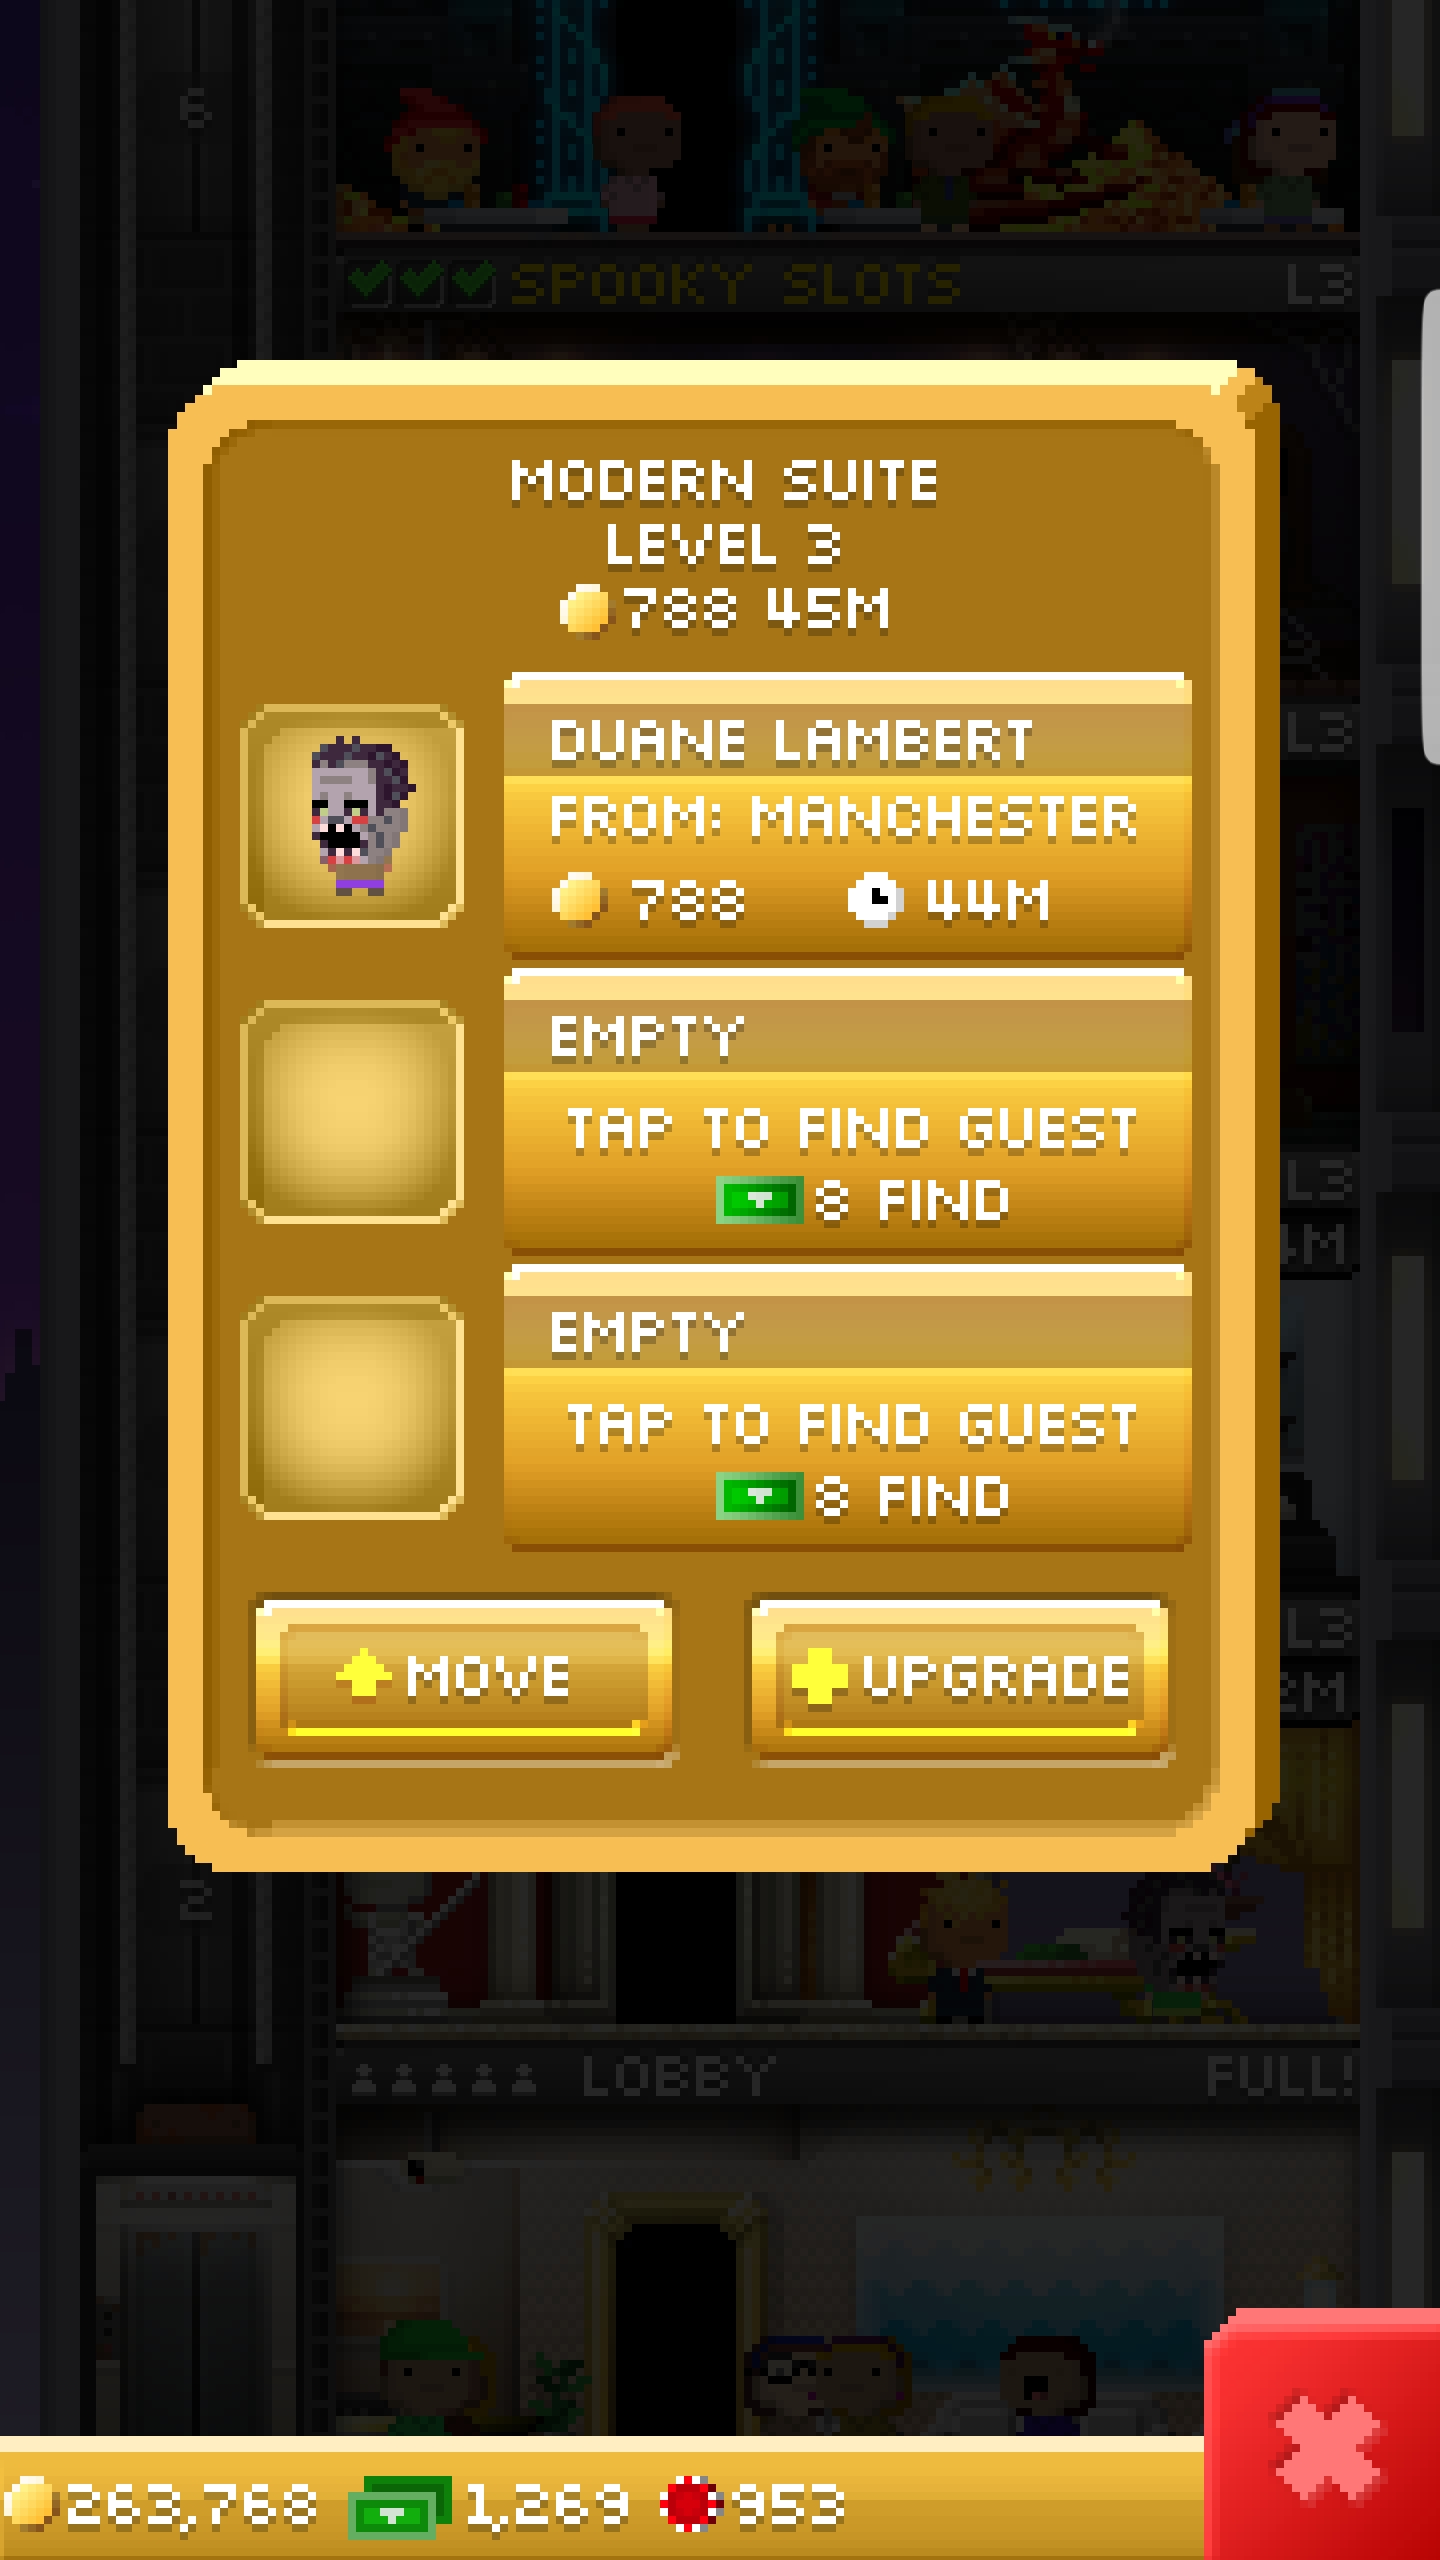 6
SPOOKY SLOTS L3
MODERN SUITE
LEVEL 3
788 45M
L3
DUANE LAMBERT
FROM: MANCHESTER
788 44M
EMPTY
TAP TO FIND GUEST
L3
8 FIND
4M
EMPTY
TAP TO FIND GUEST
8 FIND
L3
MOVE UPGRADE
2M
2
LOBBY FULL!
263,768 1,269 953